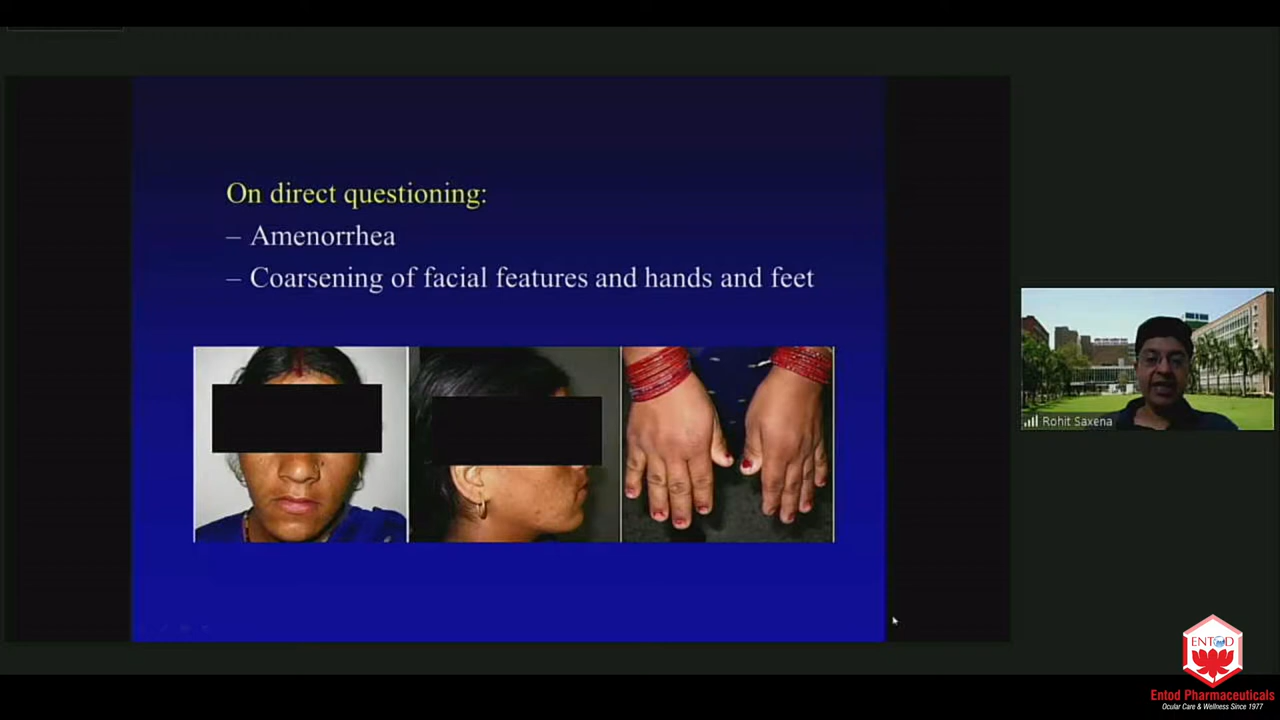 On direct questioning:
– Amenorrhea
– Coarsening of facial features and hands and feet
Rohit Saxena
ENTOD
Entod Pharmaceuticals
Ocular Care & Wellness Since 1977